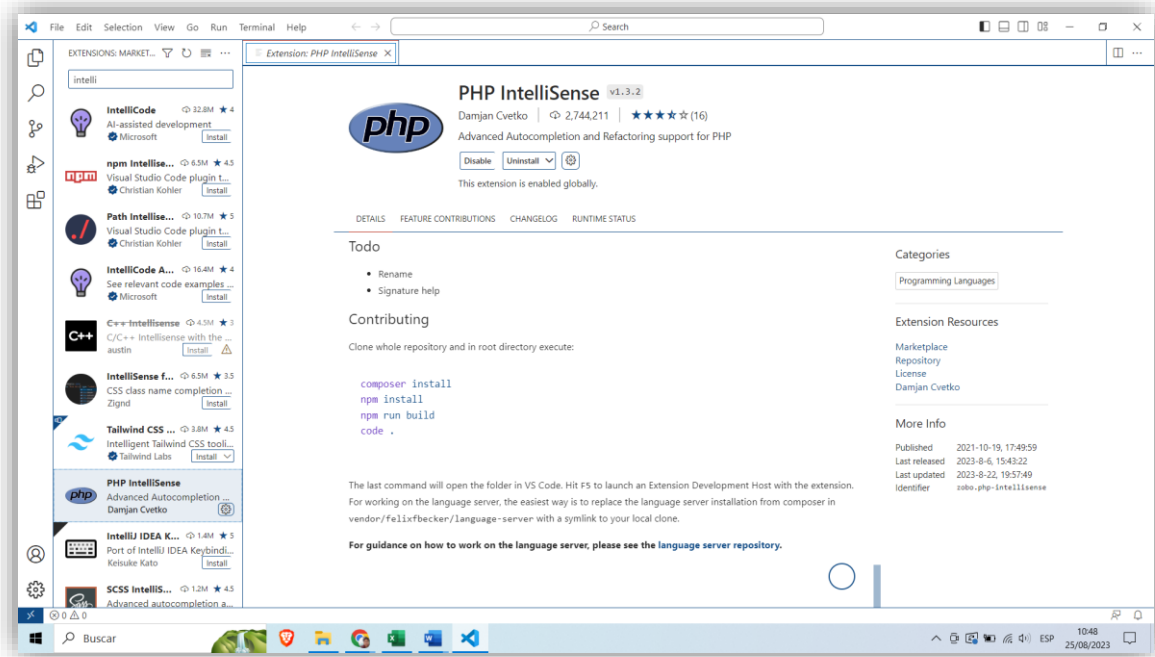 File Edit Selection View Go Run Terminal Help
Search
EXTENSIONS: MARKET...
intelli
IntelliCode 32.8M ★ 4
AI-assisted development
Microsoft Install
npm Intellise... 6.5M ★ 4.5
Visual Studio Code plugin t...
Christian Kohler Install
Path Intellise... 10.7M ★ 5
Visual Studio Code plugin t...
Christian Kohler Install
IntelliCode A... 16.4M ★ 4
See relevant code examples ...
Microsoft Install
C++ Intellisense 4.5M ★ 3
C/C++ Intellisense with the ...
austin Install
IntelliSense f... 6.5M ★ 3.5
CSS class name completion ...
Zignd Install
Tailwind CSS ... 3.8M ★ 4.5
Intelligent Tailwind CSS tooli...
Tailwind Labs Install
PHP IntelliSense
Advanced Autocompletion ...
Damjan Cvetko
IntelliJ IDEA K... 1.4M ★ 5
Port of IntelliJ IDEA Keybindi...
Keisuke Kato Install
SCSS IntelliS... 1.2M ★ 4.5
Advanced autocompletion a...
Extension: PHP IntelliSense
php
PHP IntelliSense v1.3.2
Damjan Cvetko 2,744,211 (16)
Advanced Autocompletion and Refactoring support for PHP
Disable Uninstall
This extension is enabled globally.
DETAILS FEATURE CONTRIBUTIONS CHANGELOG RUNTIME STATUS
Todo
• Rename
• Signature help
Contributing
Clone whole repository and in root directory execute:
composer install
npm install
npm run build
code .
The last command will open the folder in VS Code. Hit F5 to launch an Extension Development Host with the extension.
For working on the language server, the easiest way is to replace the language server installation from composer in
vendor/felixfbecker/language-server with a symlink to your local clone.
For guidance on how to work on the language server, please see the language server repository.
Categories
Programming Languages
Extension Resources
Marketplace
Repository
License
Damjan Cvetko
More Info
Published 2021-10-19, 17:49:59
Last released 2023-8-6, 15:43:22
Last updated 2023-8-22, 19:57:49
Identifier zobo.php-intellisense
0 0
Buscar
ESP
10:48
25/08/2023